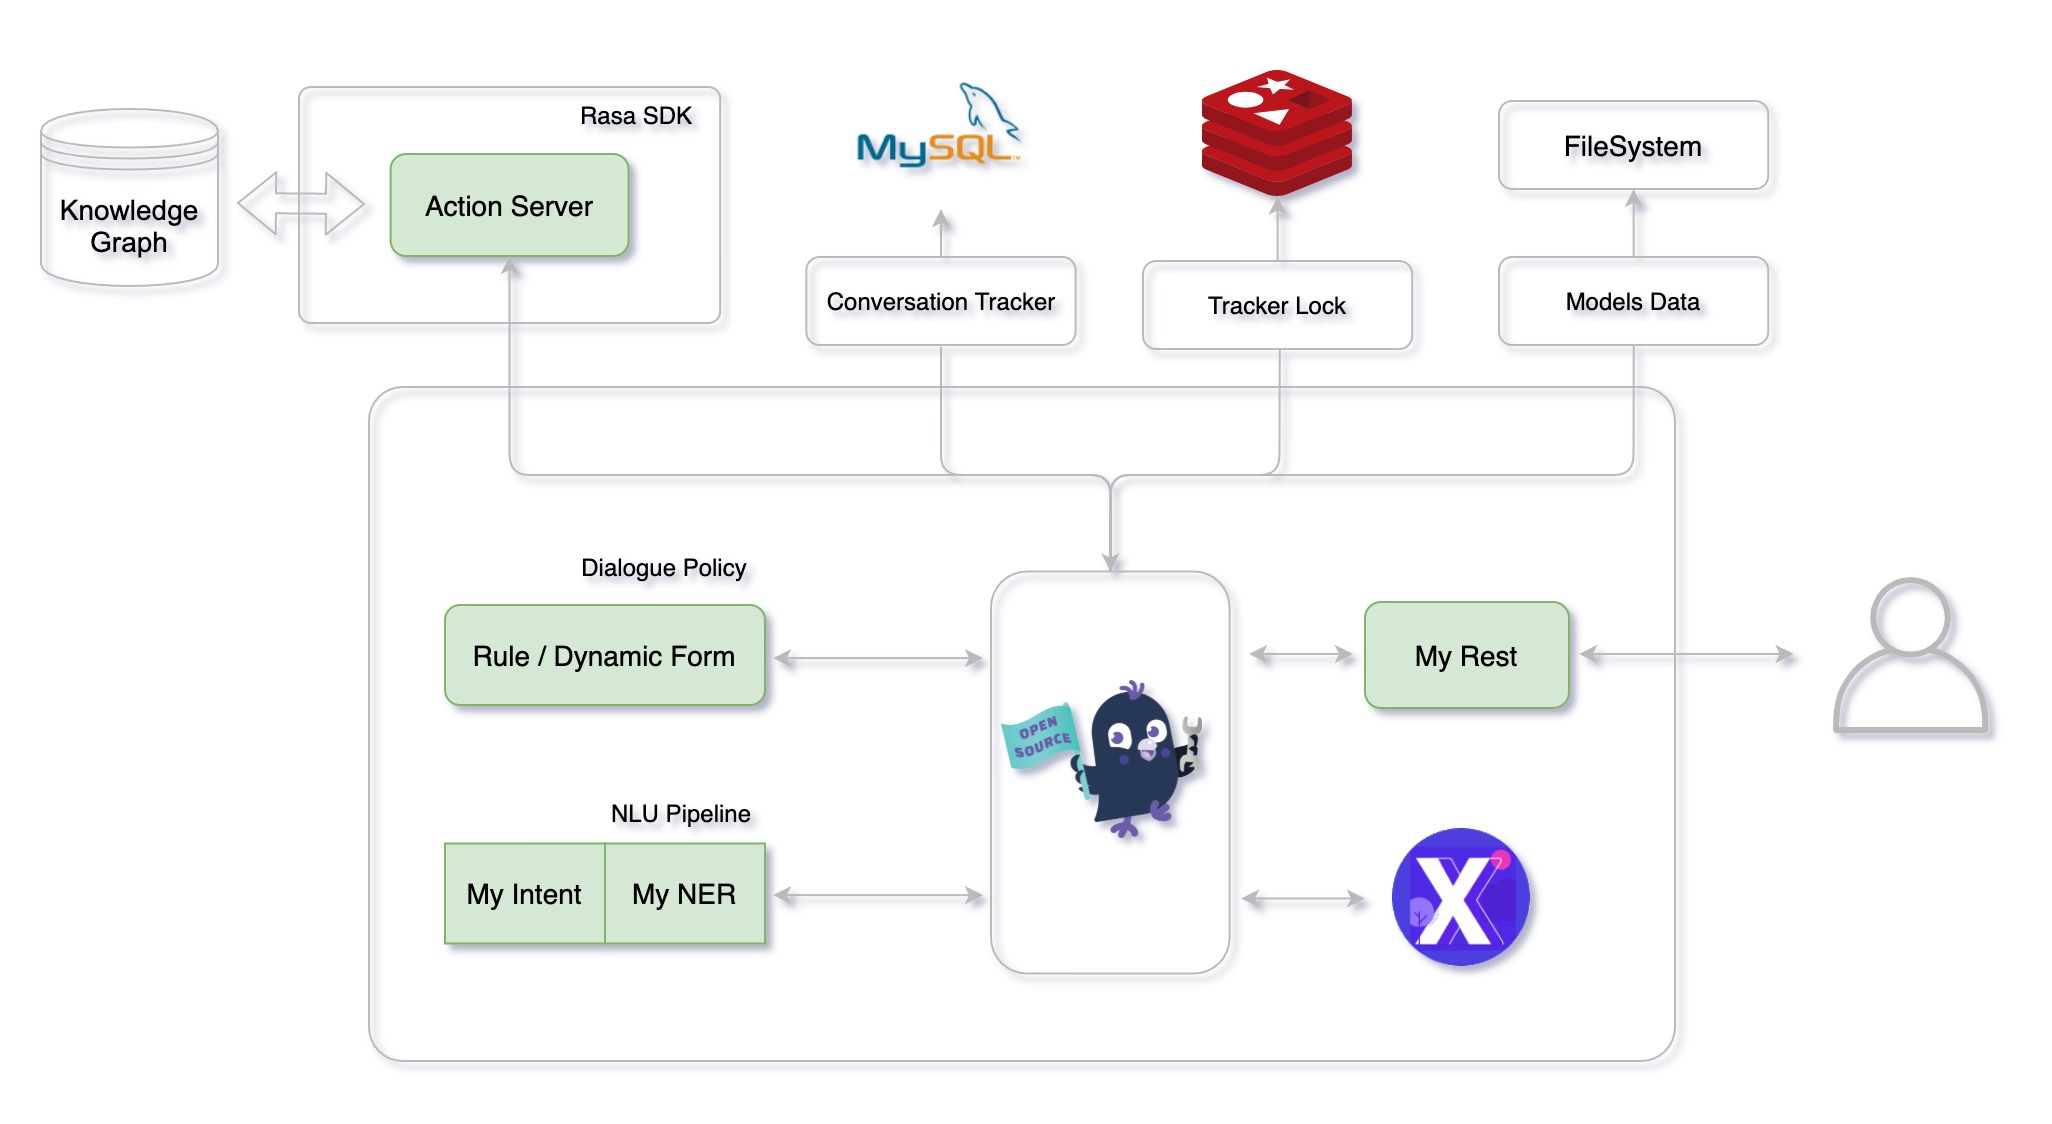 Rasa SDK
Knowledge
Graph
Action Server
MySQL
FileSystem
Conversation Tracker
Tracker Lock
Models Data
Dialogue Policy
Rule / Dynamic Form
OPEN
SOURCE
My Rest
NLU Pipeline
My Intent
My NER
X